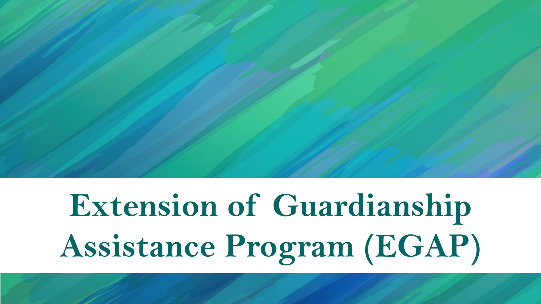 Extension of Guardianship
Assistance Program (EGAP)